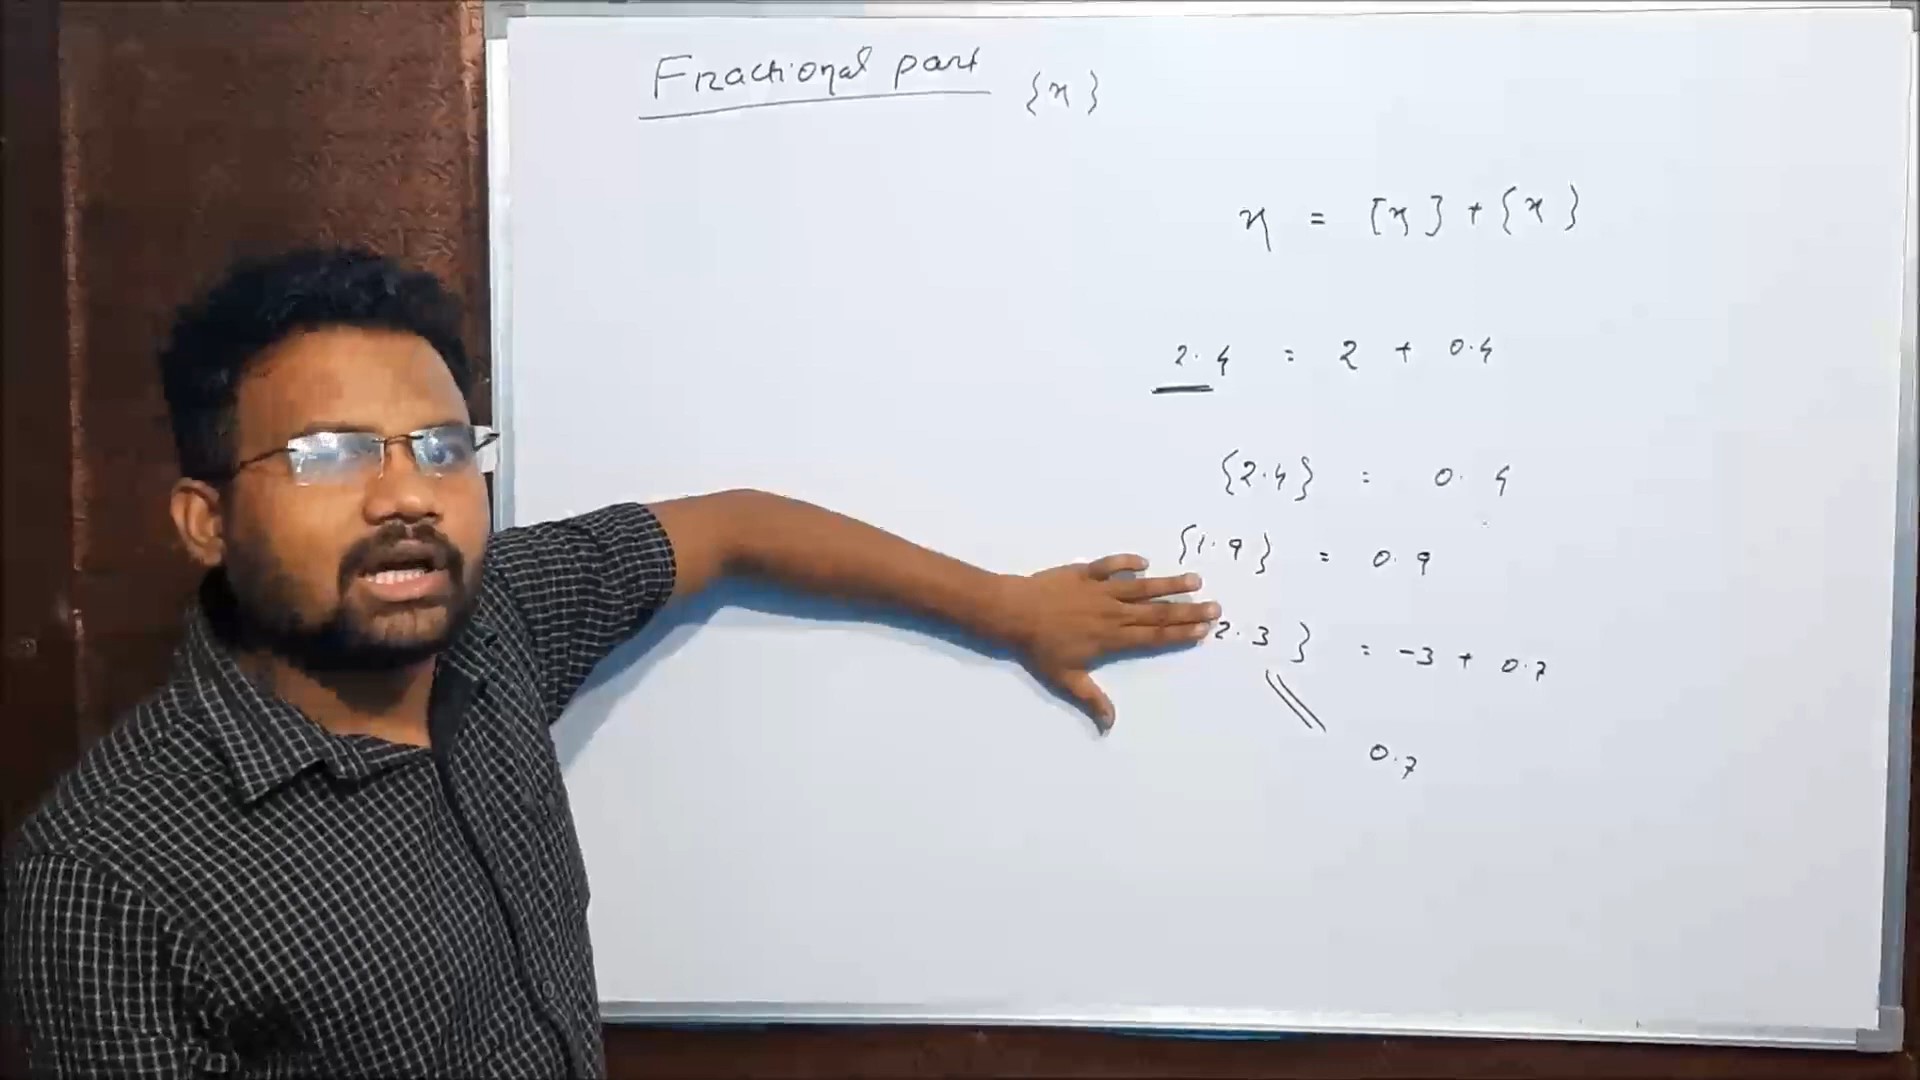 Fractional part {x}
x = [x] + {x}
2.4 = 2 + 0.4
{2.4} = 0.4
{1.9} = 0.9
2.3} = -3 + 0.7
0.7